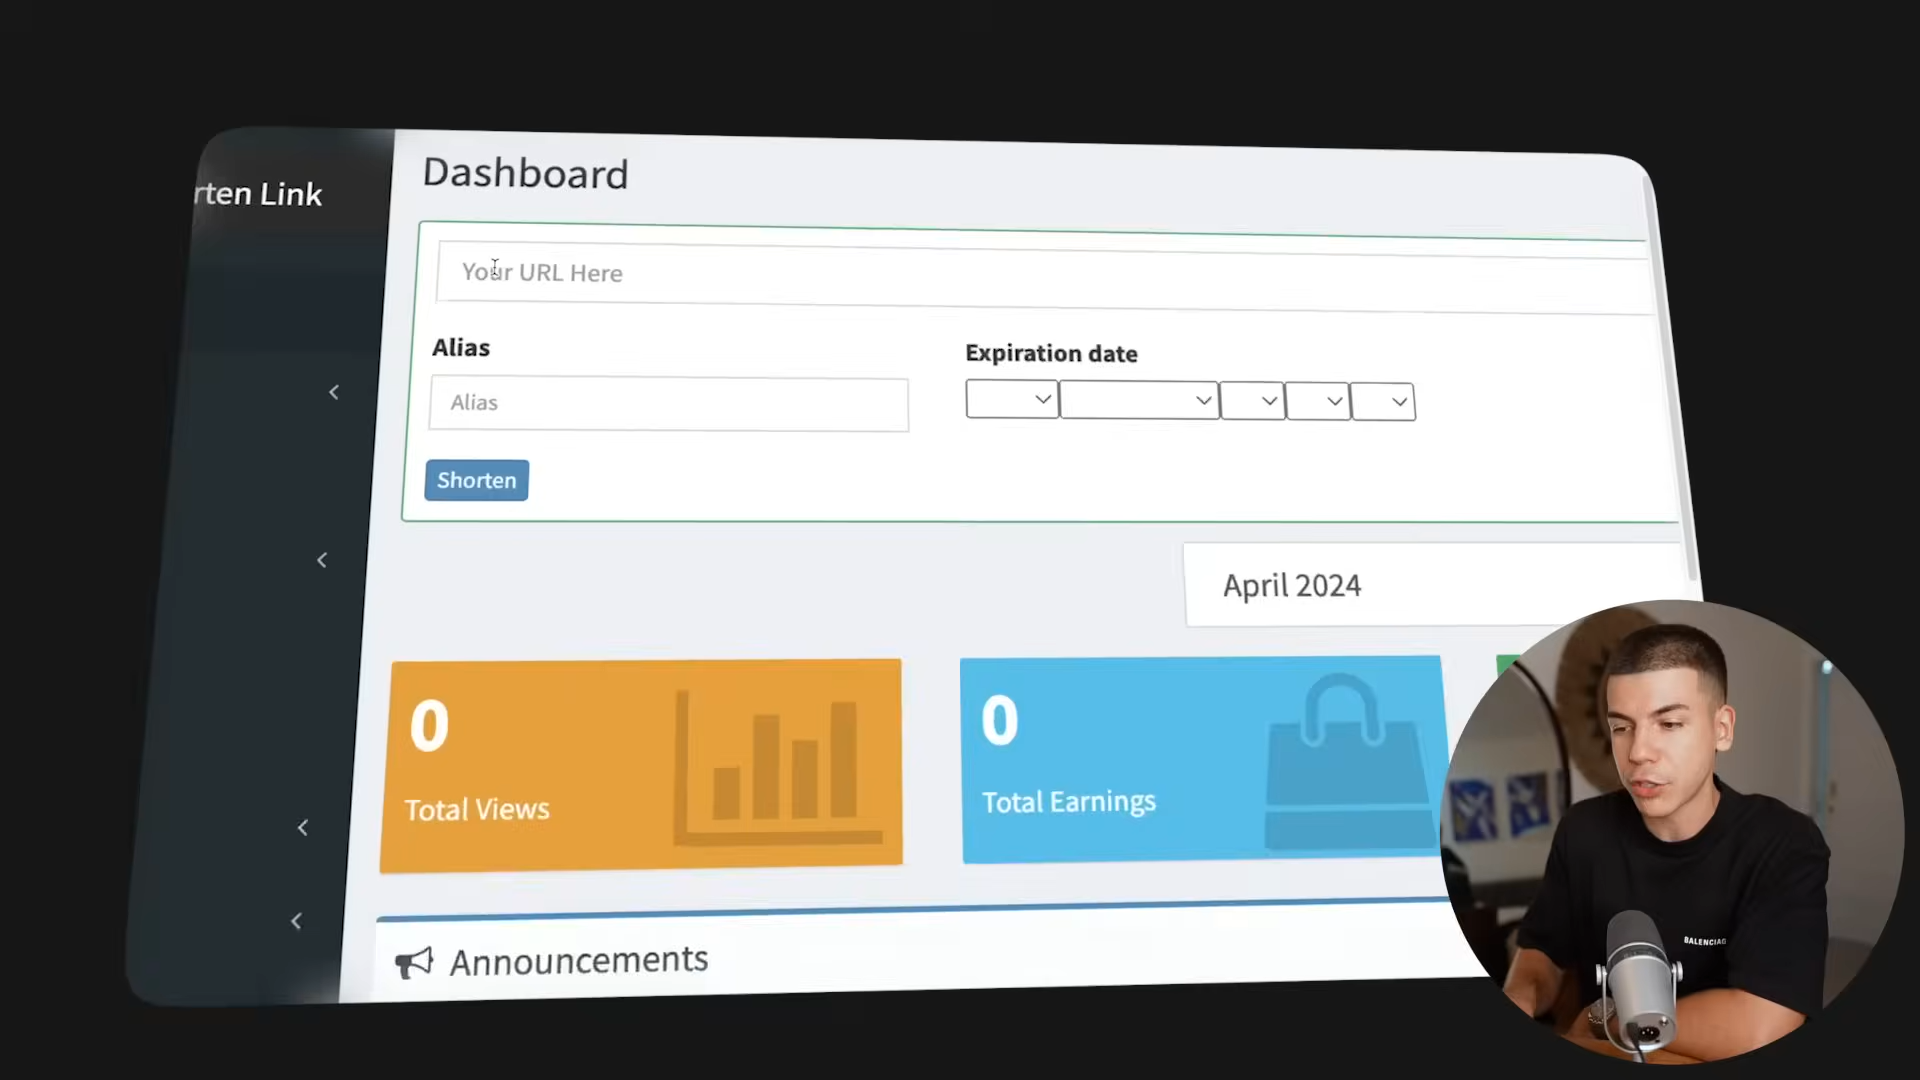 rten Link
Dashboard
Your URL Here
Alias
Expiration date
Alias
Shorten
April 2024
0
Total Views
0
Total Earnings
Announcements
BALENCIAG